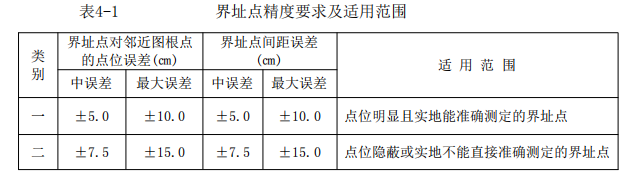 表4-1 界址点精度要求及适用范围
类别 界址点对邻近图根点的点位误差(cm) 界址点间距误差(cm) 适 用 范 围
中误差 最大误差 中误差 最大误差
一 ±5.0 ±10.0 ±5.0 ±10.0 点位明显且实地能准确测定的界址点
二 ±7.5 ±15.0 ±7.5 ±15.0 点位隐蔽或实地不能直接准确测定的界址点